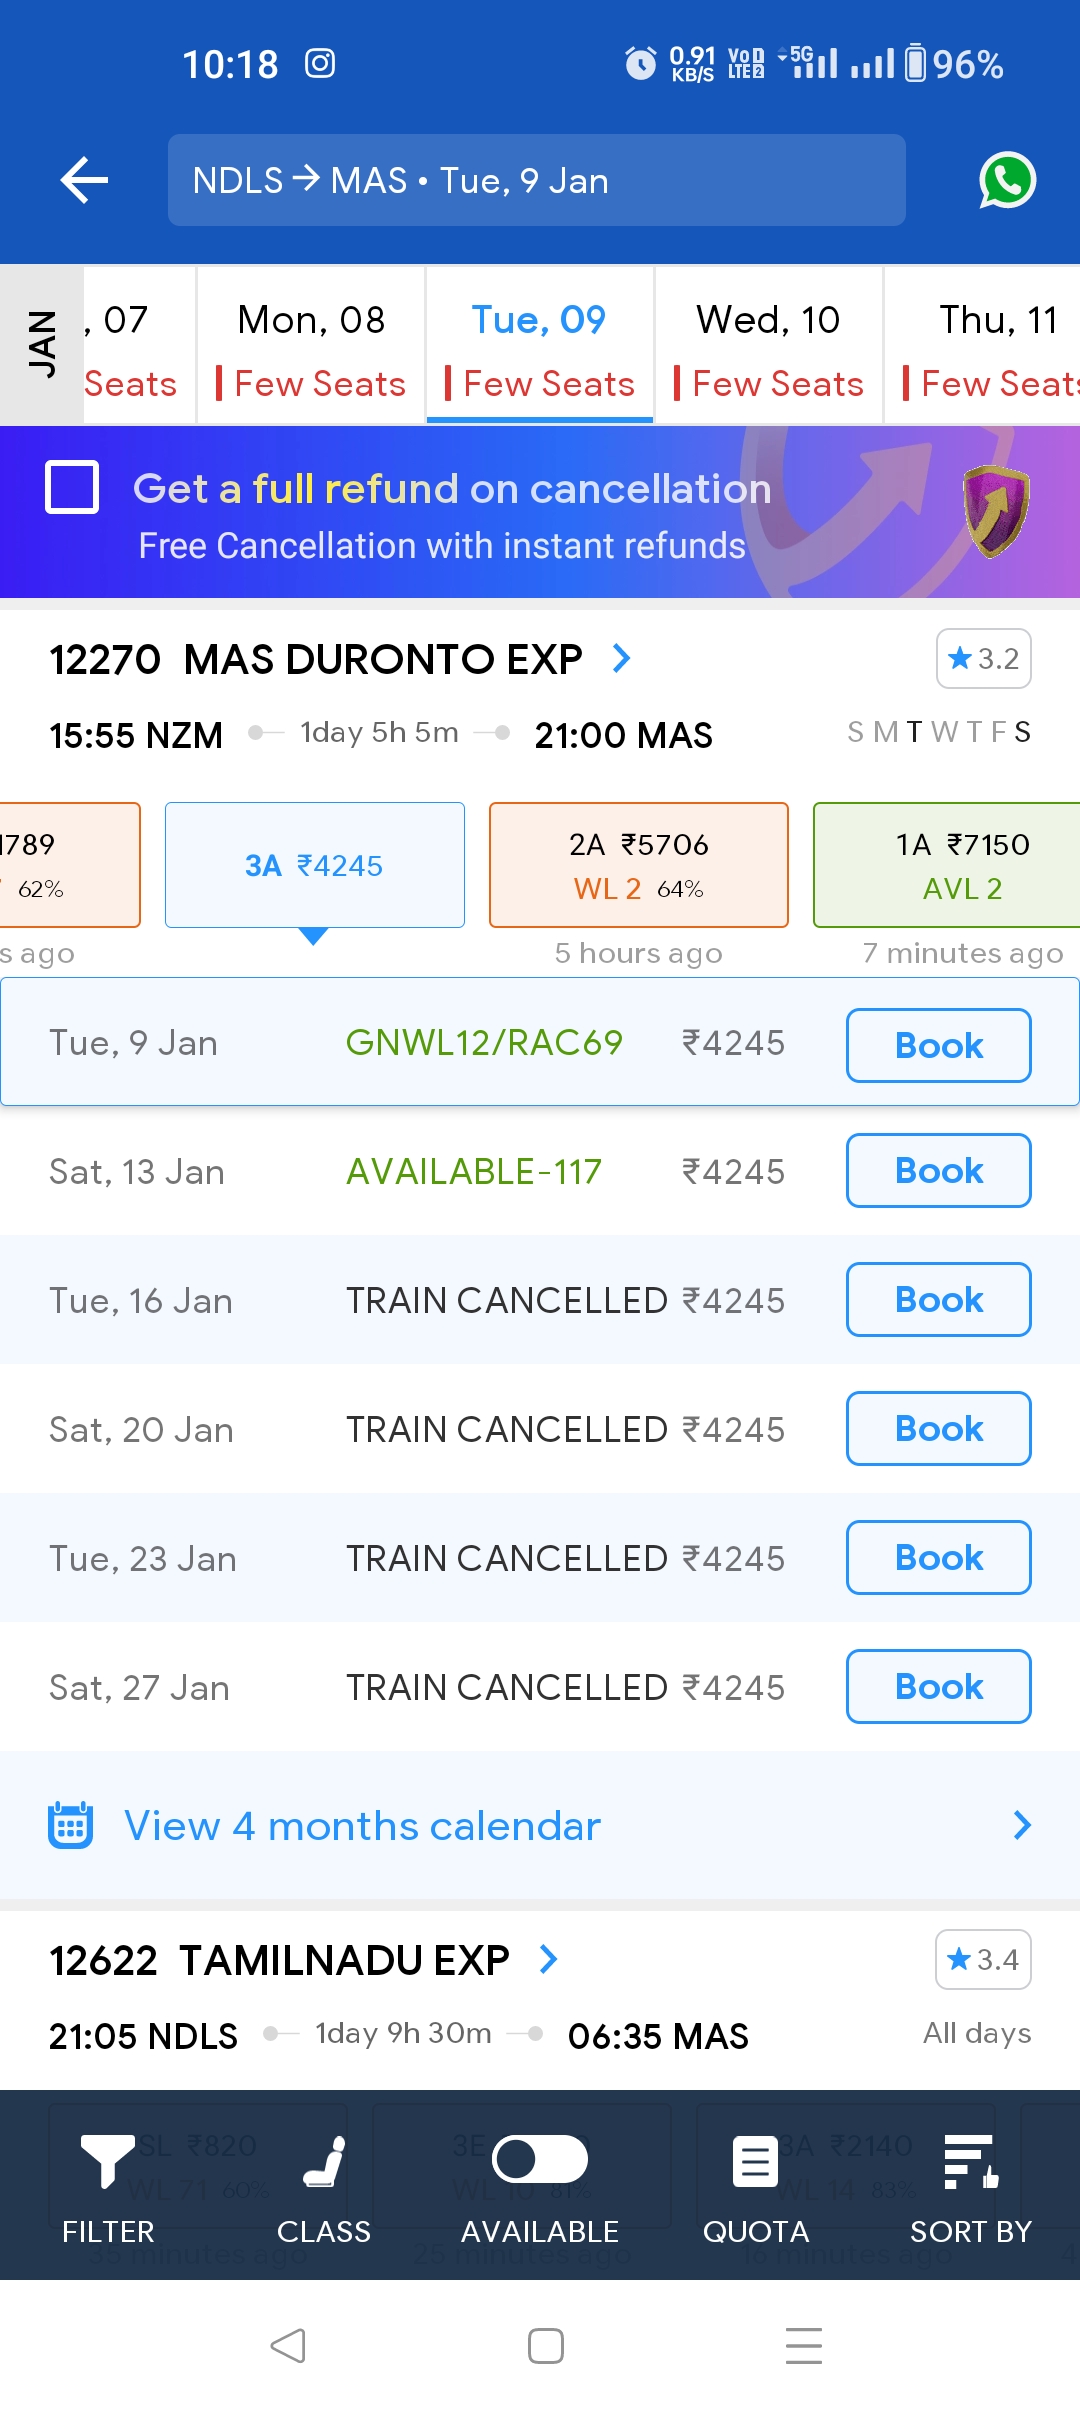 10:18 0.91 KB/S VoD LTE2 5G 96%
NDLS → MAS • Tue, 9 Jan
JAN
, 07 Mon, 08 Tue, 09 Wed, 10 Thu, 11
Seats Few Seats Few Seats Few Seats Few Seats
Get a full refund on cancellation
Free Cancellation with instant refunds
12270 MAS DURONTO EXP 3.2
15:55 NZM 1day 5h 5m 21:00 MAS S M T W T F S
1789 3A ₹4245 2A ₹5706 1A ₹7150
62% WL 2 64% AVL 2
s ago 5 hours ago 7 minutes ago
Tue, 9 Jan GNWL12/RAC69 ₹4245 Book
Sat, 13 Jan AVAILABLE-117 ₹4245 Book
Tue, 16 Jan TRAIN CANCELLED ₹4245 Book
Sat, 20 Jan TRAIN CANCELLED ₹4245 Book
Tue, 23 Jan TRAIN CANCELLED ₹4245 Book
Sat, 27 Jan TRAIN CANCELLED ₹4245 Book
View 4 months calendar
12622 TAMILNADU EXP 3.4
21:05 NDLS 1day 9h 30m 06:35 MAS All days
SL ₹820 3E 3A ₹2140
WL 71 60% WL 10 81% WL 14 83%
FILTER CLASS AVAILABLE QUOTA SORT BY
35 minutes ago 25 minutes ago 16 minutes ago